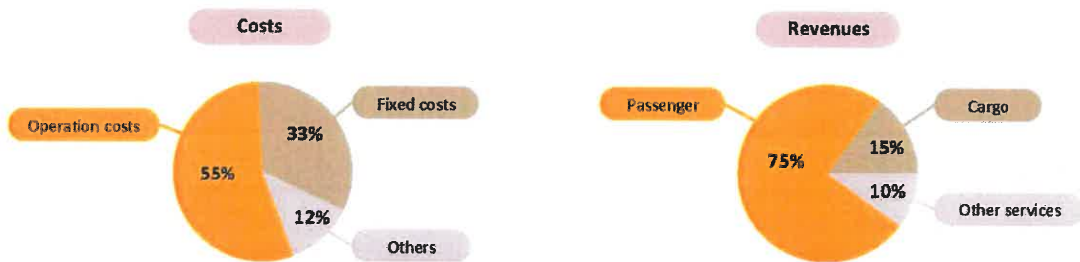 Costs
Fixed costs
Operation costs
33%
55%
12%
Others
Revenues
Passenger
Cargo
75%
15%
10%
Other services